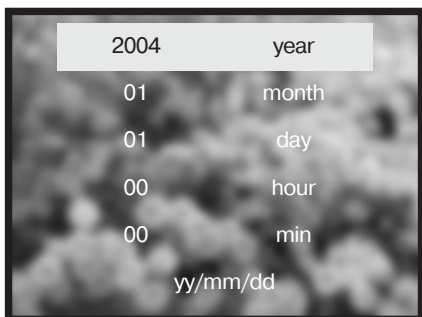 2004 year
01 month
01 day
00 hour
00 min
yy/mm/dd